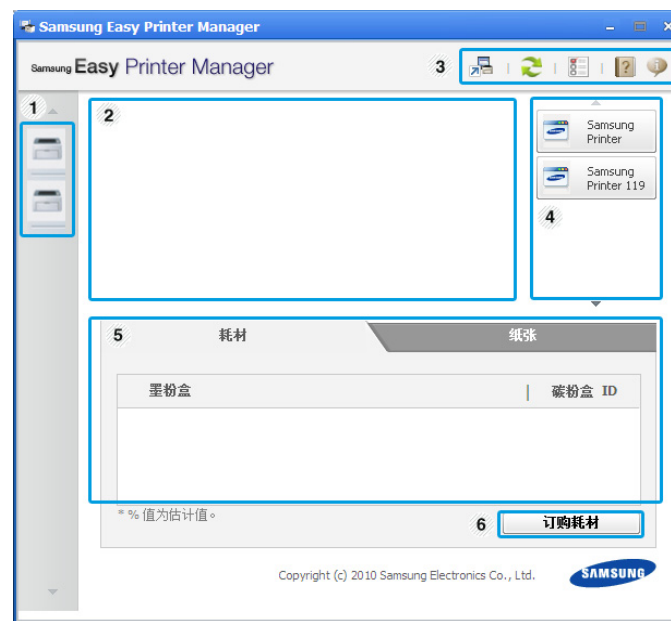 Samsung Easy Printer Manager
Samsung Easy Printer Manager
3
1
2
Samsung
Printer
Samsung
Printer 119
4
5
耗材
纸张
墨粉盒 | 碳粉盒 ID
* % 值为估计值。
6
订购耗材
Copyright (c) 2010 Samsung Electronics Co., Ltd.
SAMSUNG